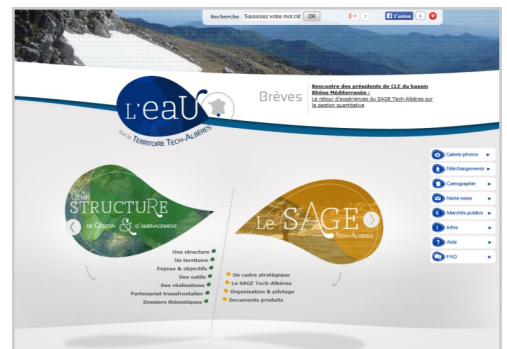 Recherche Saisissez votre mot clé OK
J'aime
Brèves
Rencontre des présidents de CLE du bassin
Rhône Méditerranée :
Le retour d'expériences du SAGE Tech-Albères sur
la gestion quantitative
L'eaU
sur le TERRITOIRE TECH-ALBÈRES
Galerie photos
Téléchargements
Cartographie
Alerte news
Marchés publics
Infos
Aide
FAQ
Une
STRUCTURE
DE GESTION & D'AMÉNAGEMENT
Une structure
Un territoire
Enjeux & objectifs
Des outils
Des réalisations
Partenariat transfrontalier
Dossiers thématiques
LE SAGE
TECH-ALBÈRES
Un cadre stratégique
Le SAGE Tech-Albères
Organisation & pilotage
Documents produits